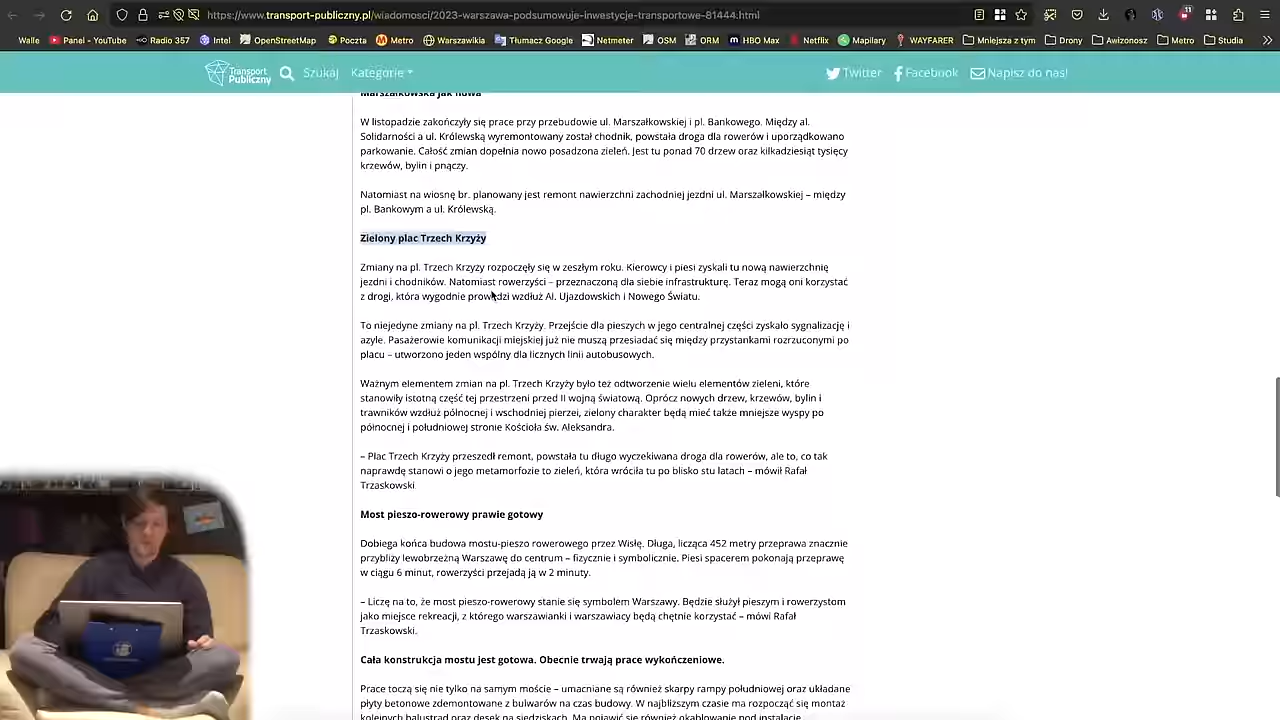 https://www.transport-publiczny.pl/wiadomosci/2023-warszawa-podsumowuje-inwestycje-transportowe-81444.html
11
Walle Panel - YouTube Radio 357 Intel OpenStreetMap Poczta Metro Warszawikia Tłumacz Google Netmeter OSM ORM HBO Max Netflix Mapilary WAYFARER Mniejsza z tym Drony Awizonosz Metro Studia
Transport Publiczny Szukaj Kategorie Twitter Facebook Napisz do nas!
Marszałkowska jak nowa
W listopadzie zakończyły się prace przy przebudowie ul. Marszałkowskiej i pl. Bankowego. Między al.
Solidarności a ul. Królewską wyremontowany został chodnik, powstała droga dla rowerów i uporządkowano
parkowanie. Całość zmian dopełnia nowo posadzona zieleń. Jest tu ponad 70 drzew oraz kilkadziesiąt tysięcy
krzewów, bylin i pnączy.
Natomiast na wiosnę br. planowany jest remont nawierzchni zachodniej jezdni ul. Marszałkowskiej – między
pl. Bankowym a ul. Królewską.
Zielony plac Trzech Krzyży
Zmiany na pl. Trzech Krzyży rozpoczęły się w zeszłym roku. Kierowcy i piesi zyskali tu nową nawierzchnię
jezdni i chodników. Natomiast rowerzyści – przeznaczoną dla siebie infrastrukturę. Teraz mogą oni korzystać
z drogi, która wygodnie prowadzi wzdłuż Al. Ujazdowskich i Nowego Światu.
To niejedyne zmiany na pl. Trzech Krzyży. Przejście dla pieszych w jego centralnej części zyskało sygnalizację i
azyle. Pasażerowie komunikacji miejskiej już nie muszą przesiadać się między przystankami rozrzuconymi po
placu – utworzono jeden wspólny dla licznych linii autobusowych.
Ważnym elementem zmian na pl. Trzech Krzyży było też odtworzenie wielu elementów zieleni, które
stanowiły istotną część tej przestrzeni przed II wojną światową. Oprócz nowych drzew, krzewów, bylin i
trawników wzdłuż północnej i wschodniej pierzei, zielony charakter będą mieć także mniejsze wyspy po
północnej i południowej stronie Kościoła św. Aleksandra.
– Plac Trzech Krzyży przeszedł remont, powstała tu długo wyczekiwana droga dla rowerów, ale to, co tak
naprawdę stanowi o jego metamorfozie to zieleń, która wróciła tu po blisko stu latach – mówił Rafał
Trzaskowski.
Most pieszo-rowerowy prawie gotowy
Dobiega końca budowa mostu-pieszo rowerowego przez Wisłę. Długa, licząca 452 metry przeprawa znacznie
przybliży lewobrzeżną Warszawę do centrum – fizycznie i symbolicznie. Piesi spacerem pokonają przeprawę
w ciągu 6 minut, rowerzyści przejadą ją w 2 minuty.
– Liczę na to, że most pieszo-rowerowy stanie się symbolem Warszawy. Będzie służył pieszym i rowerzystom
jako miejsce rekreacji, z którego warszawianki i warszawiacy będą chętnie korzystać – mówi Rafał
Trzaskowski.
Cała konstrukcja mostu jest gotowa. Obecnie trwają prace wykończeniowe.
Prace toczą się nie tylko na samym moście – umacniane są również skarpy rampy południowej oraz układane
płyty betonowe zdemontowane z bulwarów na czas budowy. W najbliższym czasie ma rozpocząć się montaż
kolejnych balustrad oraz desek na siedziskach. Ma pojawić się również okablowanie pod instalacje